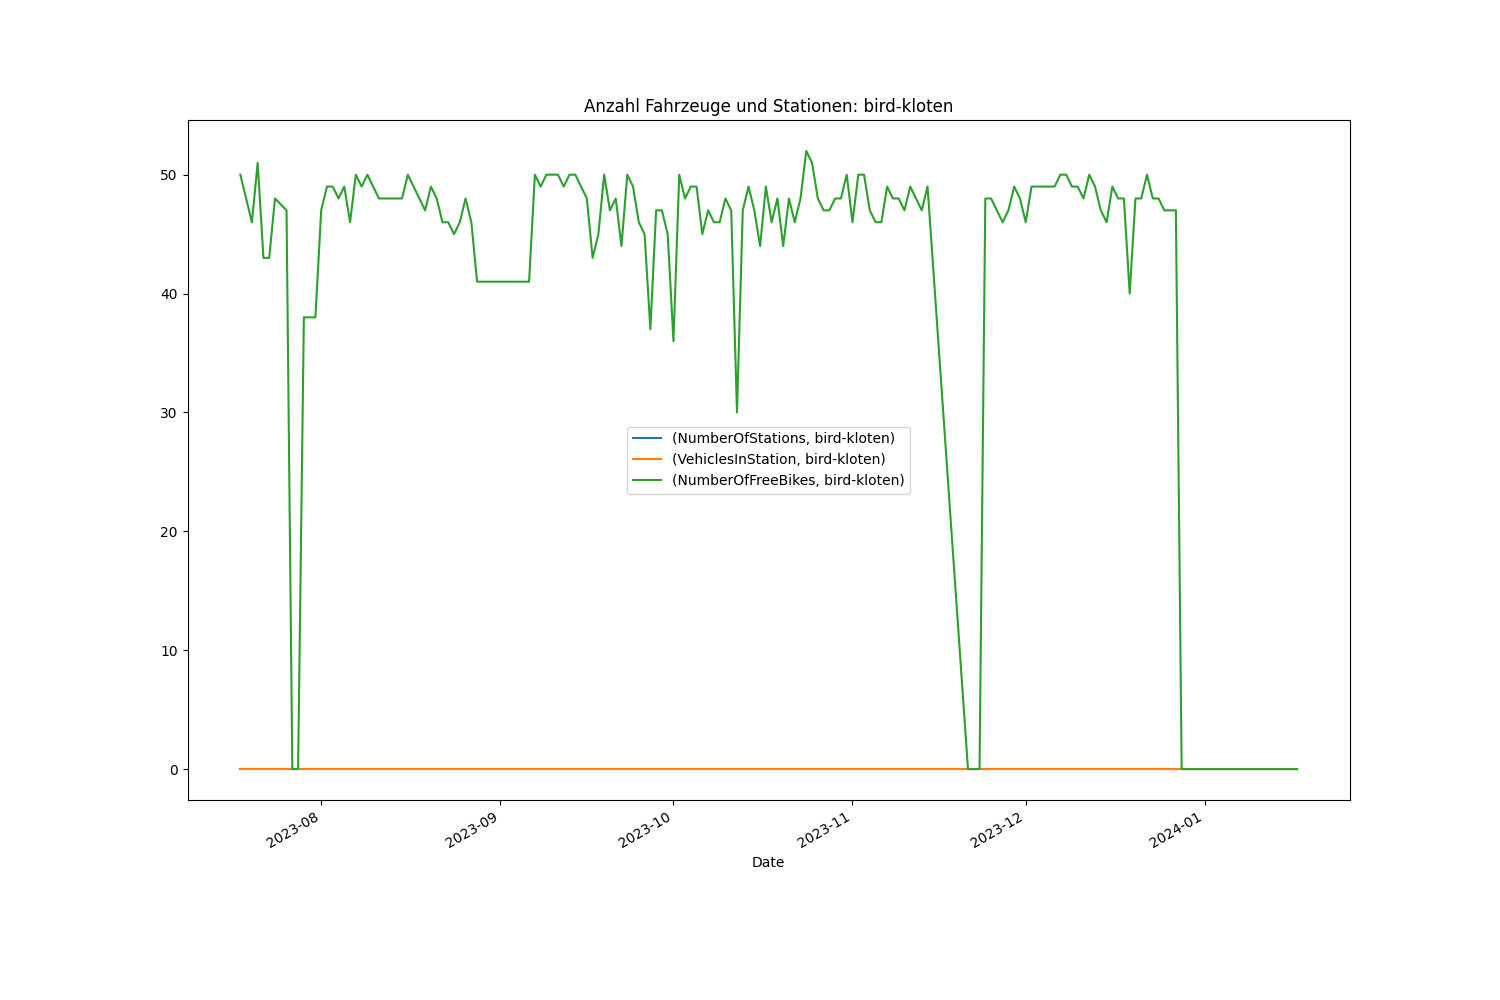 Anzahl Fahrzeuge und Stationen: bird-kloten
50
40
30
20
10
0
(NumberOfStations, bird-kloten)
(VehiclesInStation, bird-kloten)
(NumberOfFreeBikes, bird-kloten)
2023-08
2023-09
2023-10
2023-11
2023-12
2024-01
Date